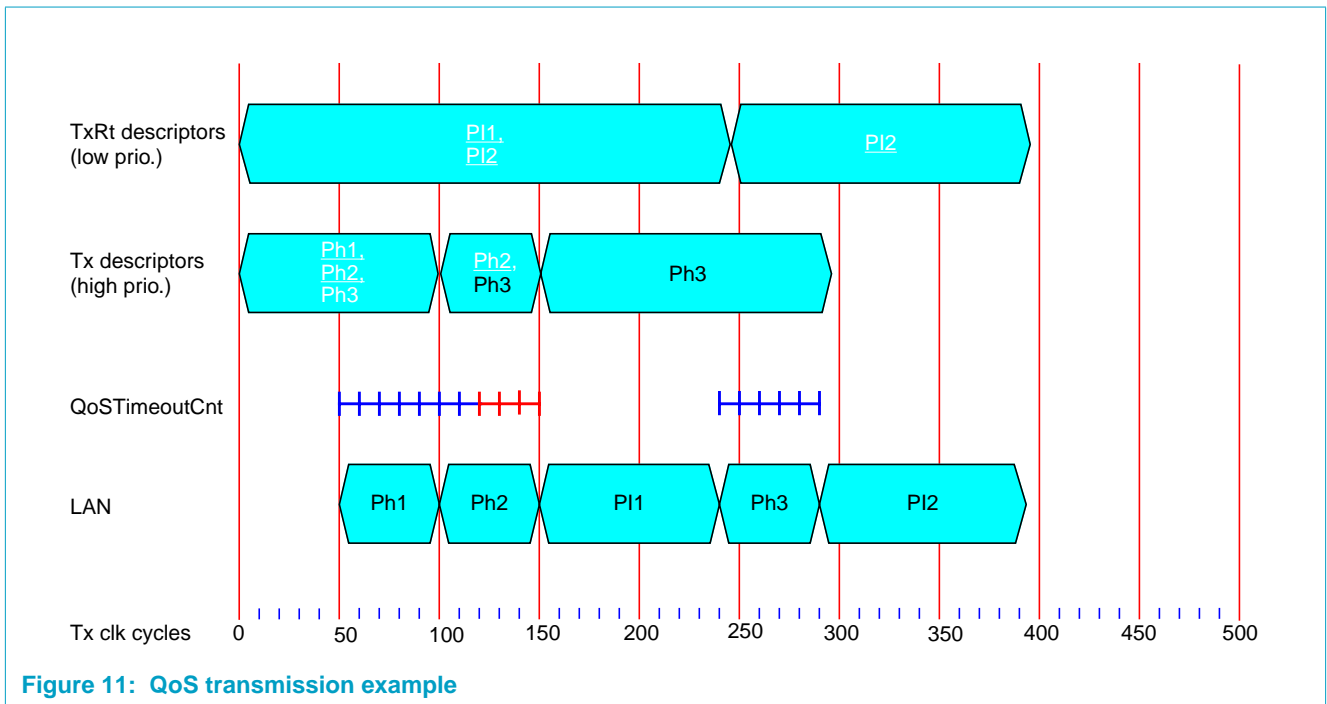 TxRt descriptors
(low prio.)
Pl1,
Pl2
Pl2
Tx descriptors
(high prio.)
Ph1,
Ph2,
Ph3
Ph2,
Ph3
Ph3
QoSTimeoutCnt
LAN
Ph1
Ph2
Pl1
Ph3
Pl2
Tx clk cycles
0 50 100 150 200 250 300 350 400 450 500
Figure 11: QoS transmission example